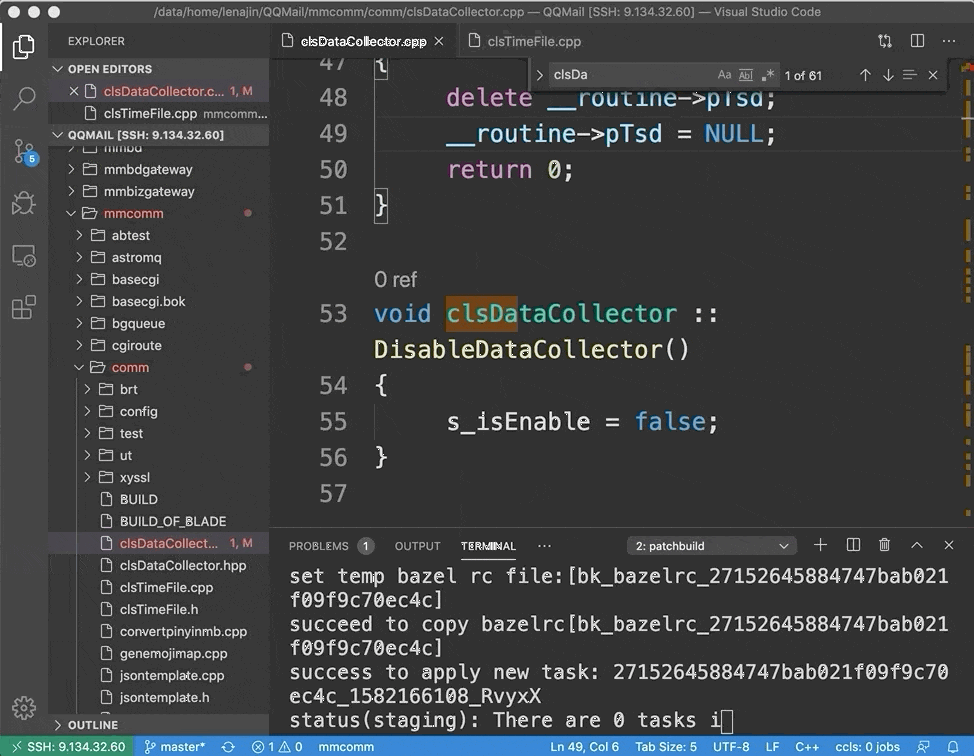 /data/home/lenajin/QQMail/mmcomm/comm/clsDataCollector.cpp — QQMail [SSH: 9.134.32.60] — Visual Studio Code
EXPLORER
clsDataCollector.cpp
clsTimeFile.cpp
OPEN EDITORS
clsDataCollector.c... 1, M
clsTimeFile.cpp mmcomm...
QQMAIL [SSH: 9.134.32.60]
5
mmbd
mmbdgateway
mmbizgateway
mmcomm
abtest
astromq
basecgi
basecgi.bok
bgqueue
cgiroute
comm
brt
config
test
ut
xyssl
BUILD
BUILD_OF_BLADE
clsDataCollect... 1, M
clsDataCollector.hpp
clsTimeFile.cpp
clsTimeFile.h
convertpinyinmb.cpp
genemojimap.cpp
jsontemplate.cpp
jsontemplate.h
OUTLINE
clsDa
Aa Abl .*
1 of 61
47 {
48 delete __routine->pTsd;
49 __routine->pTsd = NULL;
50 return 0;
51 }
52
0 ref
53 void clsDataCollector ::
DisableDataCollector()
54 {
55 s_isEnable = false;
56 }
57
PROBLEMS 1 OUTPUT TERMINAL ... 2: patchbuild
set temp bazel rc file:[bk_bazelrc_27152645884747bab021
f09f9c70ec4c]
succeed to copy bazelrc[bk_bazelrc_27152645884747bab021
f09f9c70ec4c]
success to apply new task: 27152645884747bab021f09f9c70
ec4c_1582166108_RvyxX
status(staging): There are 0 tasks i
SSH: 9.134.32.60 master* 1 0 mmcomm Ln 49, Col 6 Tab Size: 5 UTF-8 LF C++ ccls: 0 jobs